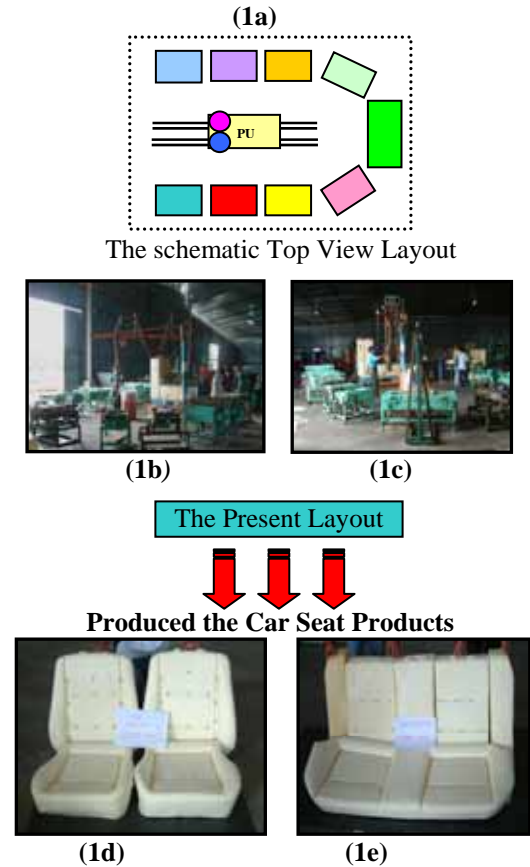 (1a)
PU
The schematic Top View Layout
(1b)
(1c)
The Present Layout
Produced the Car Seat Products
(1d)
(1e)